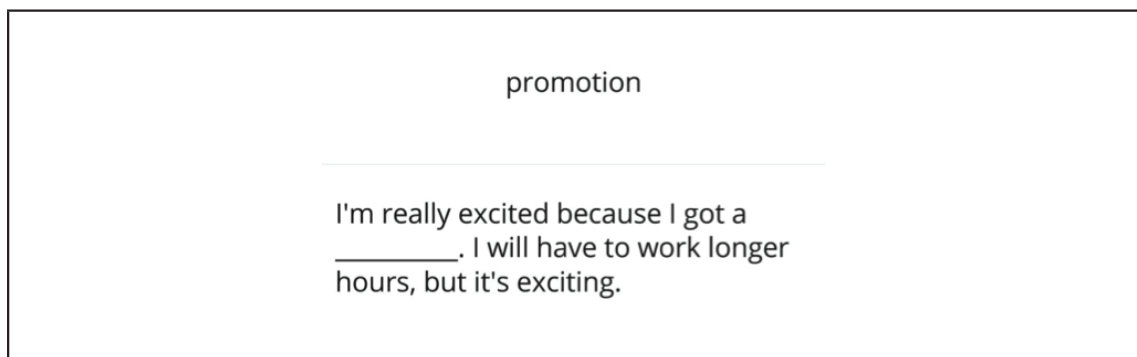 promotion
I'm really excited because I got a
_________. I will have to work longer
hours, but it's exciting.